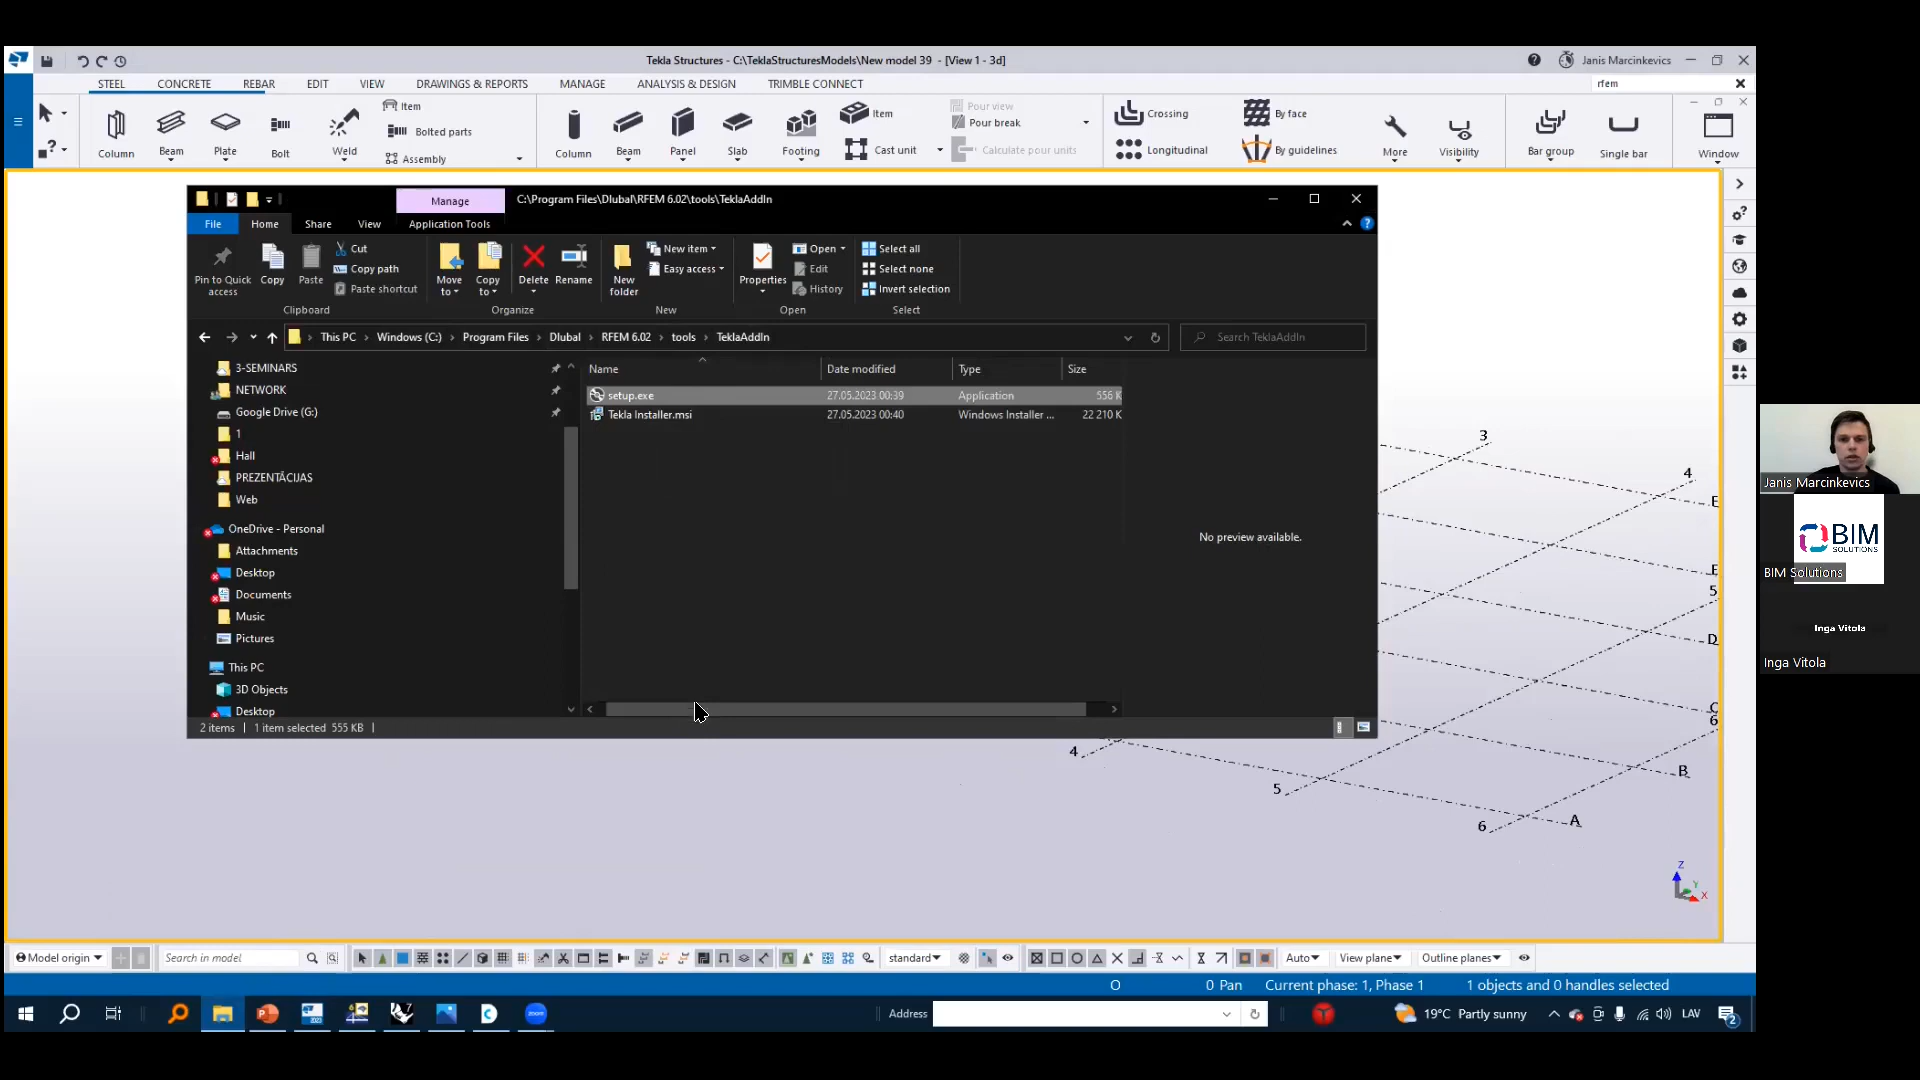 Tekla Structures - C:\TeklaStructuresModels\New model 39 - [View 1 - 3d]
Janis Marcinkevics
STEEL CONCRETE REBAR EDIT VIEW DRAWINGS & REPORTS MANAGE ANALYSIS & DESIGN TRIMBLE CONNECT
rfem
Column Beam Plate Bolt Weld
Item
Bolted parts
Assembly
Column Beam Panel Slab Footing
Item
Cast unit
Pour view
Pour break
Calculate pour units
Crossing
Longitudinal
By face
By guidelines
More Visibility Bar group Single bar Window
Manage
C:\Program Files\Dlubal\RFEM 6.02\tools\TeklaAddIn
File Home Share View Application Tools
Pin to Quick access
Copy
Paste
Cut
Copy path
Paste shortcut
Clipboard
Move to
Copy to
Delete
Rename
Organize
New folder
New item
Easy access
New
Properties
Open
Edit
History
Open
Select all
Select none
Invert selection
Select
This PC > Windows (C:) > Program Files > Dlubal > RFEM 6.02 > tools > TeklaAddIn
Search TeklaAddIn
3-SEMINARS
NETWORK
Google Drive (G:)
1
Hall
PREZENTĀCIJAS
Web
OneDrive - Personal
Attachments
Desktop
Documents
Music
Pictures
This PC
3D Objects
Desktop
Name Date modified Type Size
setup.exe 27.05.2023 00:39 Application 556 K
Tekla Installer.msi 27.05.2023 00:40 Windows Installer ... 22 210 K
No preview available.
2 items 1 item selected 555 KB
3
4
E
E
5
D
C
6
4
B
5
A
6
Z
Y
X
Janis Marcinkevics
BIM
SOLUTIONS
BIM Solutions
Inga Vitola
Inga Vitola
Model origin
Search in model
standard
Auto
View plane
Outline planes
O
0 Pan
Current phase: 1, Phase 1
1 objects and 0 handles selected
Address
19°C Partly sunny
LAV
2